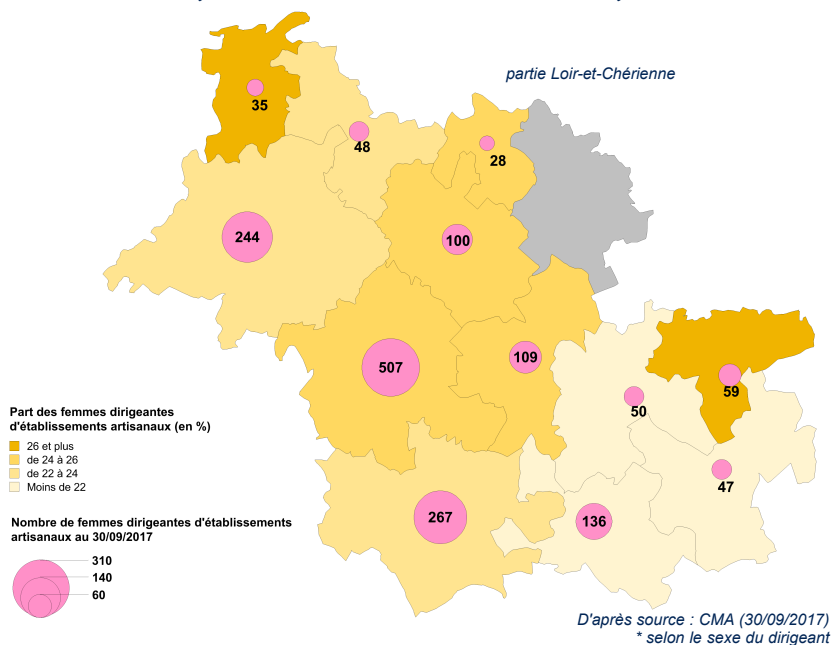 partie Loir-et-Chérienne
35
48
28
244
100
507
109
59
50
47
267
136
Part des femmes dirigeantes
d'établissements artisanaux (en %)
26 et plus
de 24 à 26
de 22 à 24
Moins de 22
Nombre de femmes dirigeantes d'établissements
artisanaux au 30/09/2017
310
140
60
D'après source : CMA (30/09/2017)
* selon le sexe du dirigeant